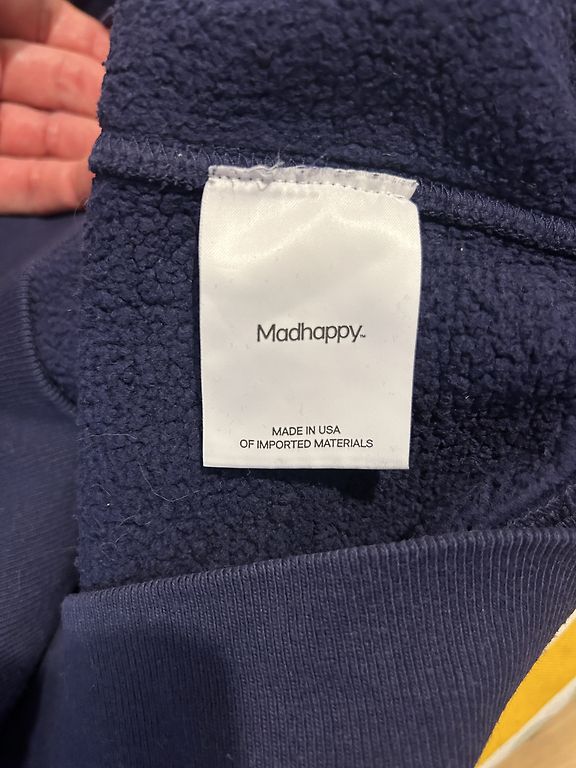 Madhappy™
MADE IN USA
OF IMPORTED MATERIALS